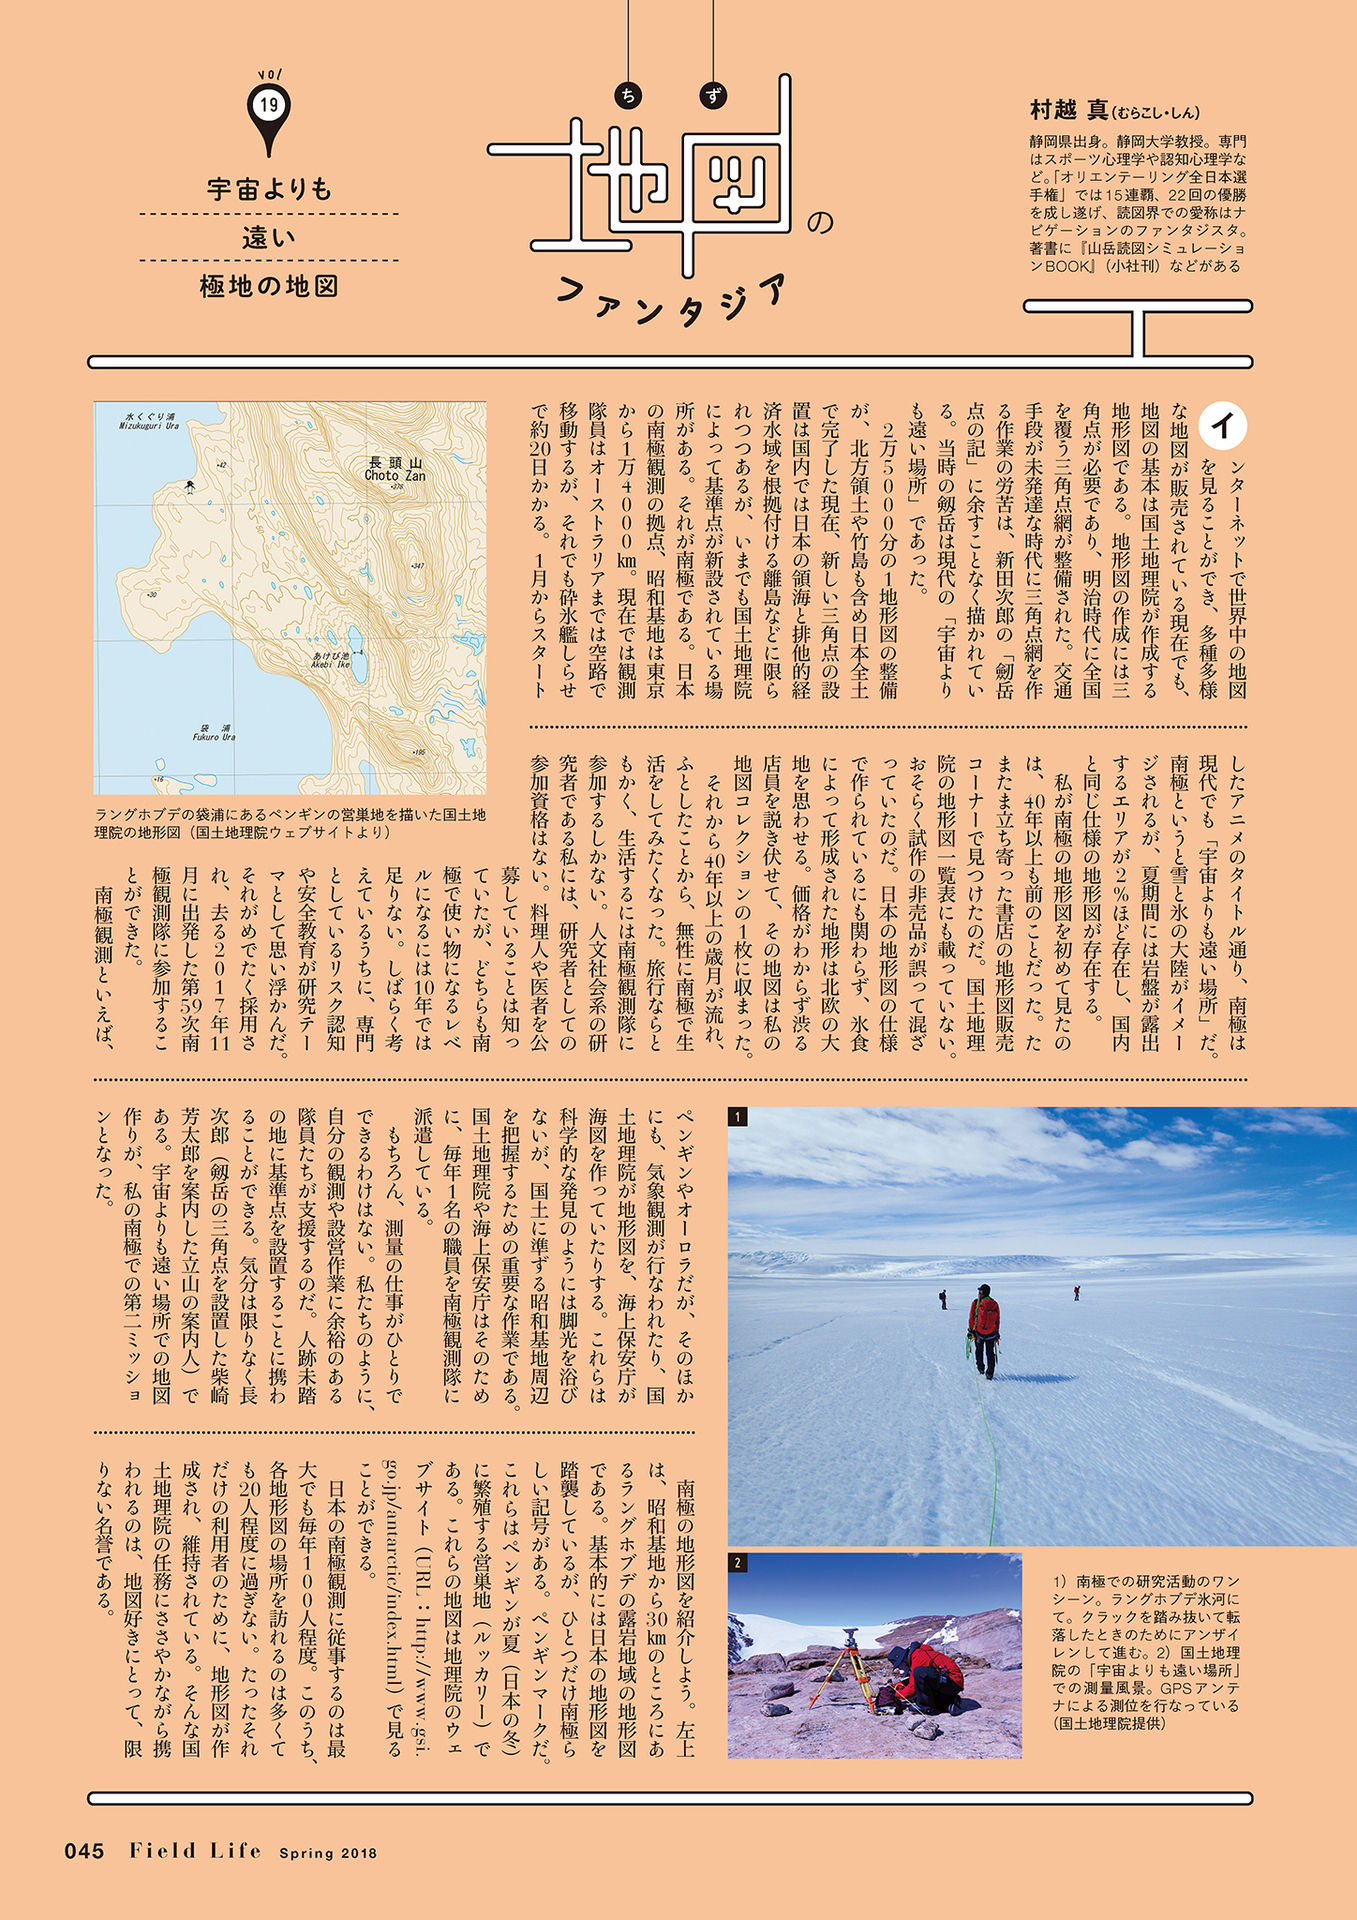 vol
19
宇宙よりも
遠い
極地の地図
ち
ず
地図の
ファンタジア
村越 真(むらこし・しん)
静岡県出身。静岡大学教授。専門
はスポーツ心理学や認知心理学な
ど。「オリエンテーリング全日本選
手権」では15連覇、22回の優勝
を成し遂げ、読図界での愛称はナ
ビゲーションのファンタジスタ。
著書に『山岳読図シミュレーショ
ンBOOK』(小社刊)などがある
インターネットで世界中の地図
を見ることができ、多種多様
な地図が販売されている現在でも、
地図の基本は国土地理院が作成する
地形図である。地形図の作成には三
角点が必要であり、明治時代に全国
を覆う三角点網が整備された。交通
手段が未発達な時代に三角点網を作
る作業の労苦は、新田次郎の「劔岳
点の記」に余すことなく描かれてい
る。当時の劔岳は現代の「宇宙より
も遠い場所」であった。
2万5000分の1地形図の整備
が、北方領土や竹島も含め日本全土
で完了した現在、新しい三角点の設
置は国内では日本の領海と排他的経
済水域を根拠付ける離島などに限ら
れつつあるが、いまでも国土地理院
によって基準点が新設されている場
所がある。それが南極である。日本
の南極観測の拠点、昭和基地は東京
から1万4000km。現在では観測
隊員はオーストラリアまでは空路で
移動するが、それでも砕氷艦しらせ
で約20日かかる。1月からスタート
水くぐり浦
Mizukuguri Ura
・42
長頭山
Choto Zan
・378
50
・347
・30
あけび池
Akebi Ike
袋浦
Fukuro Ura
・195
・16
ラングホブデの袋浦にあるペンギンの営巣地を描いた国土地
理院の地形図(国土地理院ウェブサイトより)
したアニメのタイトル通り、南極は
現代でも「宇宙よりも遠い場所」だ。
南極というと雪と氷の大陸がイメー
ジされるが、夏期間には岩盤が露出
するエリアが2%ほど存在し、国内
と同じ仕様の地形図が存在する。
私が南極の地形図を初めて見たの
は、40年以上も前のことだった。た
またま立ち寄った書店の地形図販売
コーナーで見つけたのだ。国土地理
院の地形図一覧表にも載っていない。
おそらく試作の非売品が誤って混ざ
っていたのだ。日本の地形図の仕様
で作られているにも関わらず、氷食
によって形成された地形は北欧の大
地を思わせる。価格がわからず渋る
店員を説き伏せて、その地図は私の
地図コレクションの1枚に収まった。
それから40年以上の歳月が流れ、
ふとしたことから、無性に南極で生
活をしてみたくなった。旅行ならと
もかく、生活するには南極観測隊に
参加するしかない。人文社会系の研
究者である私には、研究者としての
参加資格はない。料理人や医者を公
募していることは知っ
ていたが、どちらも南
極で使い物になるレベ
ルになるには10年では
足りない。しばらく考
えているうちに、専門
としているリスク認知
や安全教育が研究テー
マとして思い浮かんだ。
それがめでたく採用さ
れ、去る2017年11
月に出発した第59次南
極観測隊に参加するこ
とができた。
南極観測といえば、
ペンギンやオーロラだが、そのほか
にも、気象観測が行なわれたり、国
土地理院が地形図を、海上保安庁が
海図を作っていたりする。これらは
科学的な発見のようには脚光を浴び
ないが、国土に準ずる昭和基地周辺
を把握するための重要な作業である。
国土地理院や海上保安庁はそのため
に、毎年1名の職員を南極観測隊に
派遣している。
もちろん、測量の仕事がひとりで
できるわけはない。私たちのように、
自分の観測や設営作業に余裕のある
隊員たちが支援するのだ。人跡未踏
の地に基準点を設置することに携わ
ることができる。気分は限りなく長
次郎(劔岳の三角点を設置した柴崎
芳太郎を案内した立山の案内人)で
ある。宇宙よりも遠い場所での地図
作りが、私の南極での第二ミッショ
ンとなった。
南極の地形図を紹介しよう。左上
は、昭和基地から30kmのところにあ
るラングホブデの露岩地域の地形図
である。基本的には日本の地形図を
踏襲しているが、ひとつだけ南極ら
しい記号がある。ペンギンマークだ。
これらはペンギンが夏(日本の冬)
に繁殖する営巣地(ルッカリー)で
ある。これらの地図は地理院のウェ
ブサイト(URL:http://www.gsi.
go.jp/antarctic/index.html)で見る
ことができる。
日本の南極観測に従事するのは最
大でも毎年100人程度。このうち、
各地形図の場所を訪れるのは多くて
も20人程度に過ぎない。たったそれ
だけの利用者のために、地形図が作
成され、維持されている。そんな国
土地理院の任務にささやかながら携
われるのは、地図好きにとって、限
りない名誉である。
1
2
1)南極での研究活動のワン
シーン。ラングホブデ氷河に
て。クラックを踏み抜いて転
落したときのためにアンザイ
レンして進む。2)国土地理
院の「宇宙よりも遠い場所」
での測量風景。GPSアンテ
ナによる測位を行なっている
(国土地理院提供)
045 Field Life Spring 2018